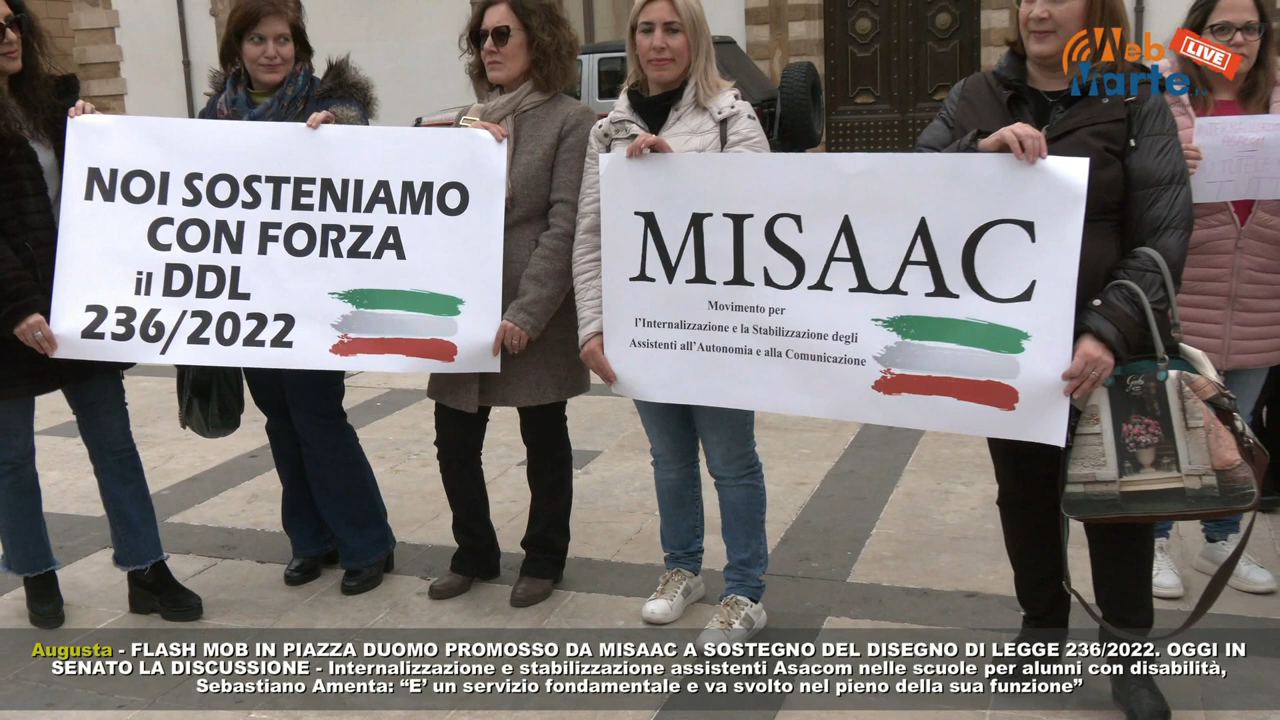 Web
Marte.tv
LIVE
NOI SOSTENIAMO
CON FORZA
il DDL
236/2022
MISAAC
Movimento per
l'Internalizzazione e la Stabilizzazione degli
Assistenti all'Autonomia e alla Comunicazione
Augusta - FLASH MOB IN PIAZZA DUOMO PROMOSSO DA MISAAC A SOSTEGNO DEL DISEGNO DI LEGGE 236/2022. OGGI IN
SENATO LA DISCUSSIONE - Internalizzazione e stabilizzazione assistenti Asacom nelle scuole per alunni con disabilità,
Sebastiano Amenta: “E’ un servizio fondamentale e va svolto nel pieno della sua funzione”